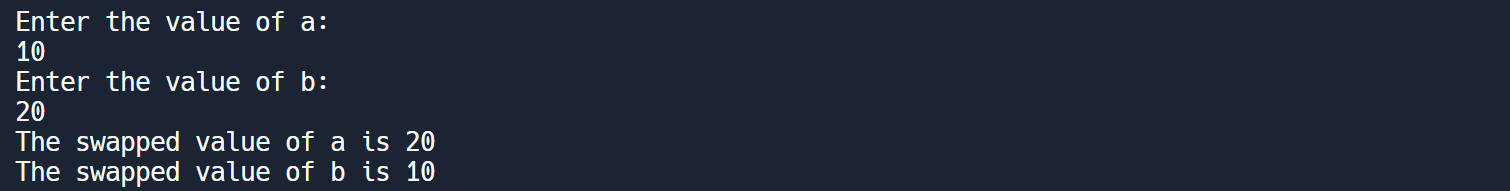 Enter the value of a:
10
Enter the value of b:
20
The swapped value of a is 20
The swapped value of b is 10